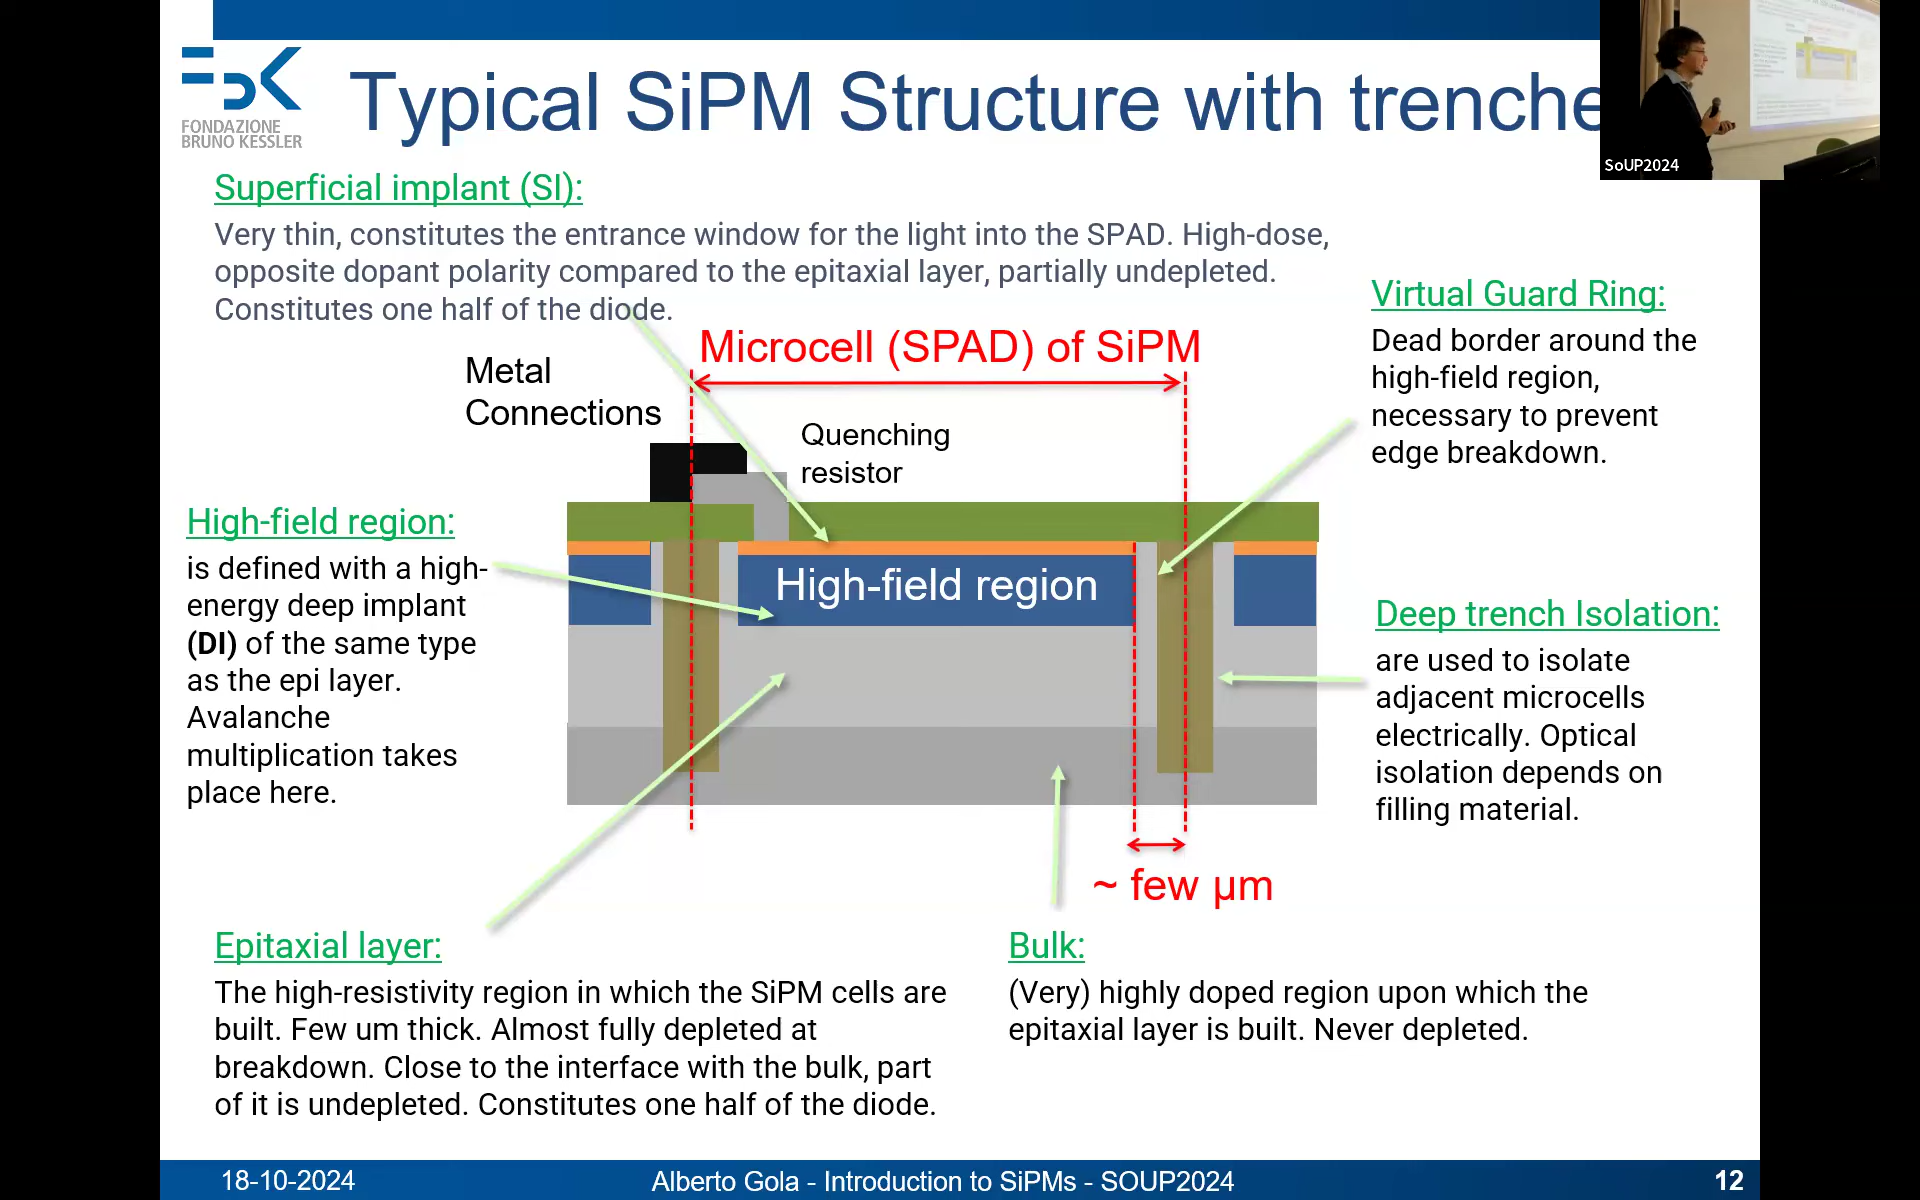 FONDAZIONE
BRUNO KESSLER
Typical SiPM Structure with trenche
SoUP2024
Superficial implant (SI):
Very thin, constitutes the entrance window for the light into the SPAD. High-dose,
opposite dopant polarity compared to the epitaxial layer, partially undepleted.
Constitutes one half of the diode.
Virtual Guard Ring:
Dead border around the
high-field region,
necessary to prevent
edge breakdown.
Microcell (SPAD) of SiPM
Metal
Connections
Quenching
resistor
High-field region:
is defined with a high-
energy deep implant
(DI) of the same type
as the epi layer.
Avalanche
multiplication takes
place here.
High-field region
Deep trench Isolation:
are used to isolate
adjacent microcells
electrically. Optical
isolation depends on
filling material.
~ few µm
Epitaxial layer:
The high-resistivity region in which the SiPM cells are
built. Few um thick. Almost fully depleted at
breakdown. Close to the interface with the bulk, part
of it is undepleted. Constitutes one half of the diode.
Bulk:
(Very) highly doped region upon which the
epitaxial layer is built. Never depleted.
18-10-2024
Alberto Gola - Introduction to SiPMs - SOUP2024
12